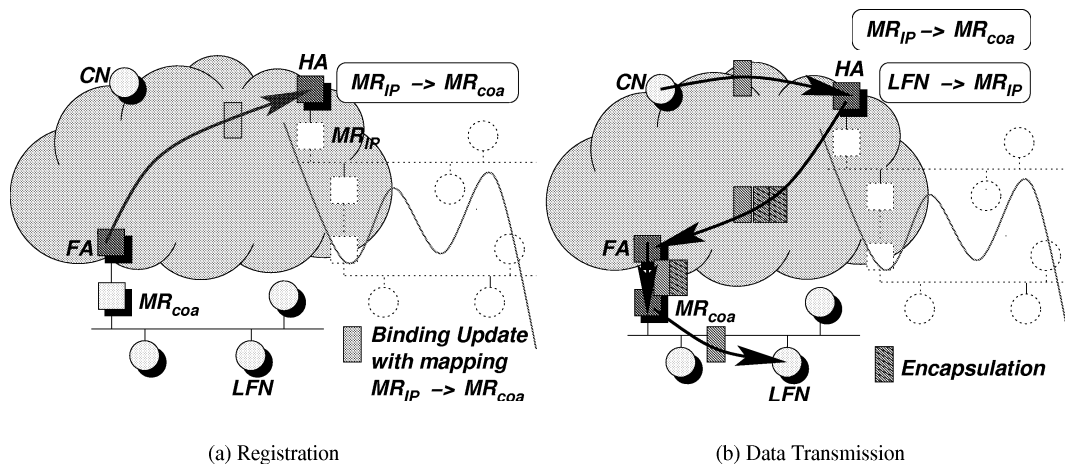 CN
HA
MR_IP -> MR_coa
MR_IP
FA
MR_coa
LFN
Binding Update
with mapping
MR_IP -> MR_coa
(a) Registration
MR_IP -> MR_coa
CN
HA
LFN -> MR_IP
FA
MR_coa
LFN
Encapsulation
(b) Data Transmission